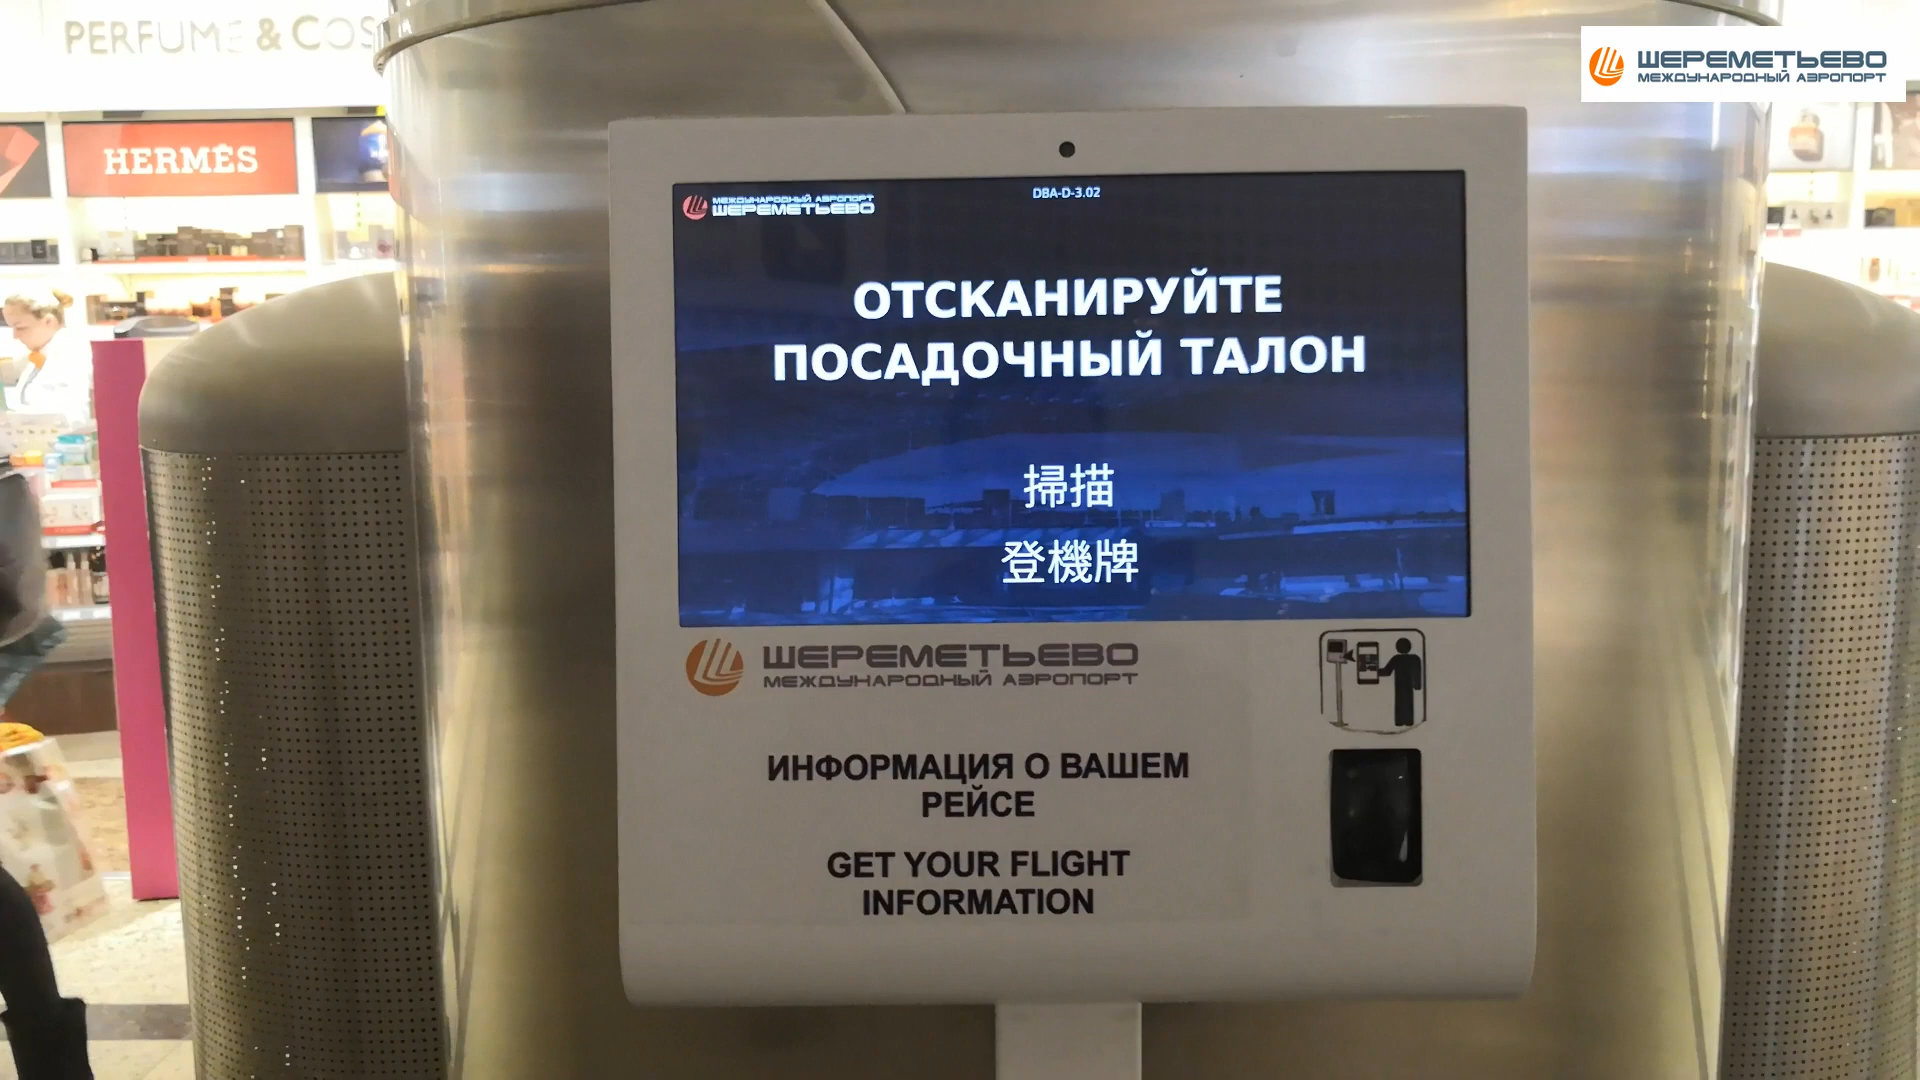 PERFUME & COS
ШЕРЕМЕТЬЕВО
МЕЖДУНАРОДНЫЙ АЭРОПОРТ
HERMÈS
МЕЖДУНАРОДНЫЙ АЭРОПОРТ
ШЕРЕМЕТЬЕВО
DBA-D-3.02
ОТСКАНИРУЙТЕ
ПОСАДОЧНЫЙ ТАЛОН
掃描
登機牌
ШЕРЕМЕТЬЕВО
МЕЖДУНАРОДНЫЙ АЭРОПОРТ
ИНФОРМАЦИЯ О ВАШЕМ
РЕЙСЕ
GET YOUR FLIGHT
INFORMATION